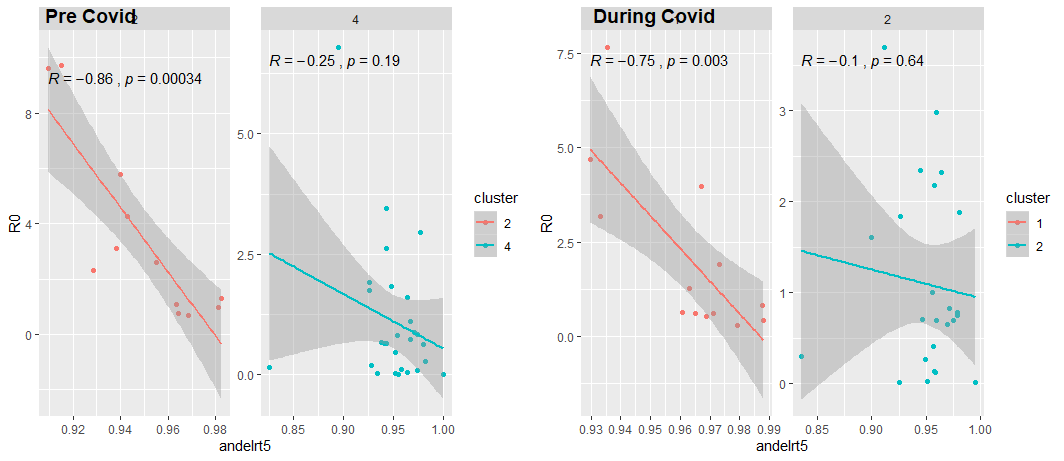 Pre Covid
2
4
R = −0.86 , p = 0.00034
R = −0.25 , p = 0.19
R0
8
4
0
5.0
2.5
0.0
0.92 0.94 0.96 0.98
0.85 0.90 0.95 1.00
andelrt5
cluster
2
4
During Covid
2
R = −0.75 , p = 0.003
R = −0.1 , p = 0.64
R0
7.5
5.0
2.5
0.0
3
2
1
0
0.93 0.94 0.95 0.96 0.97 0.98 0.99
0.85 0.90 0.95 1.00
andelrt5
cluster
1
2